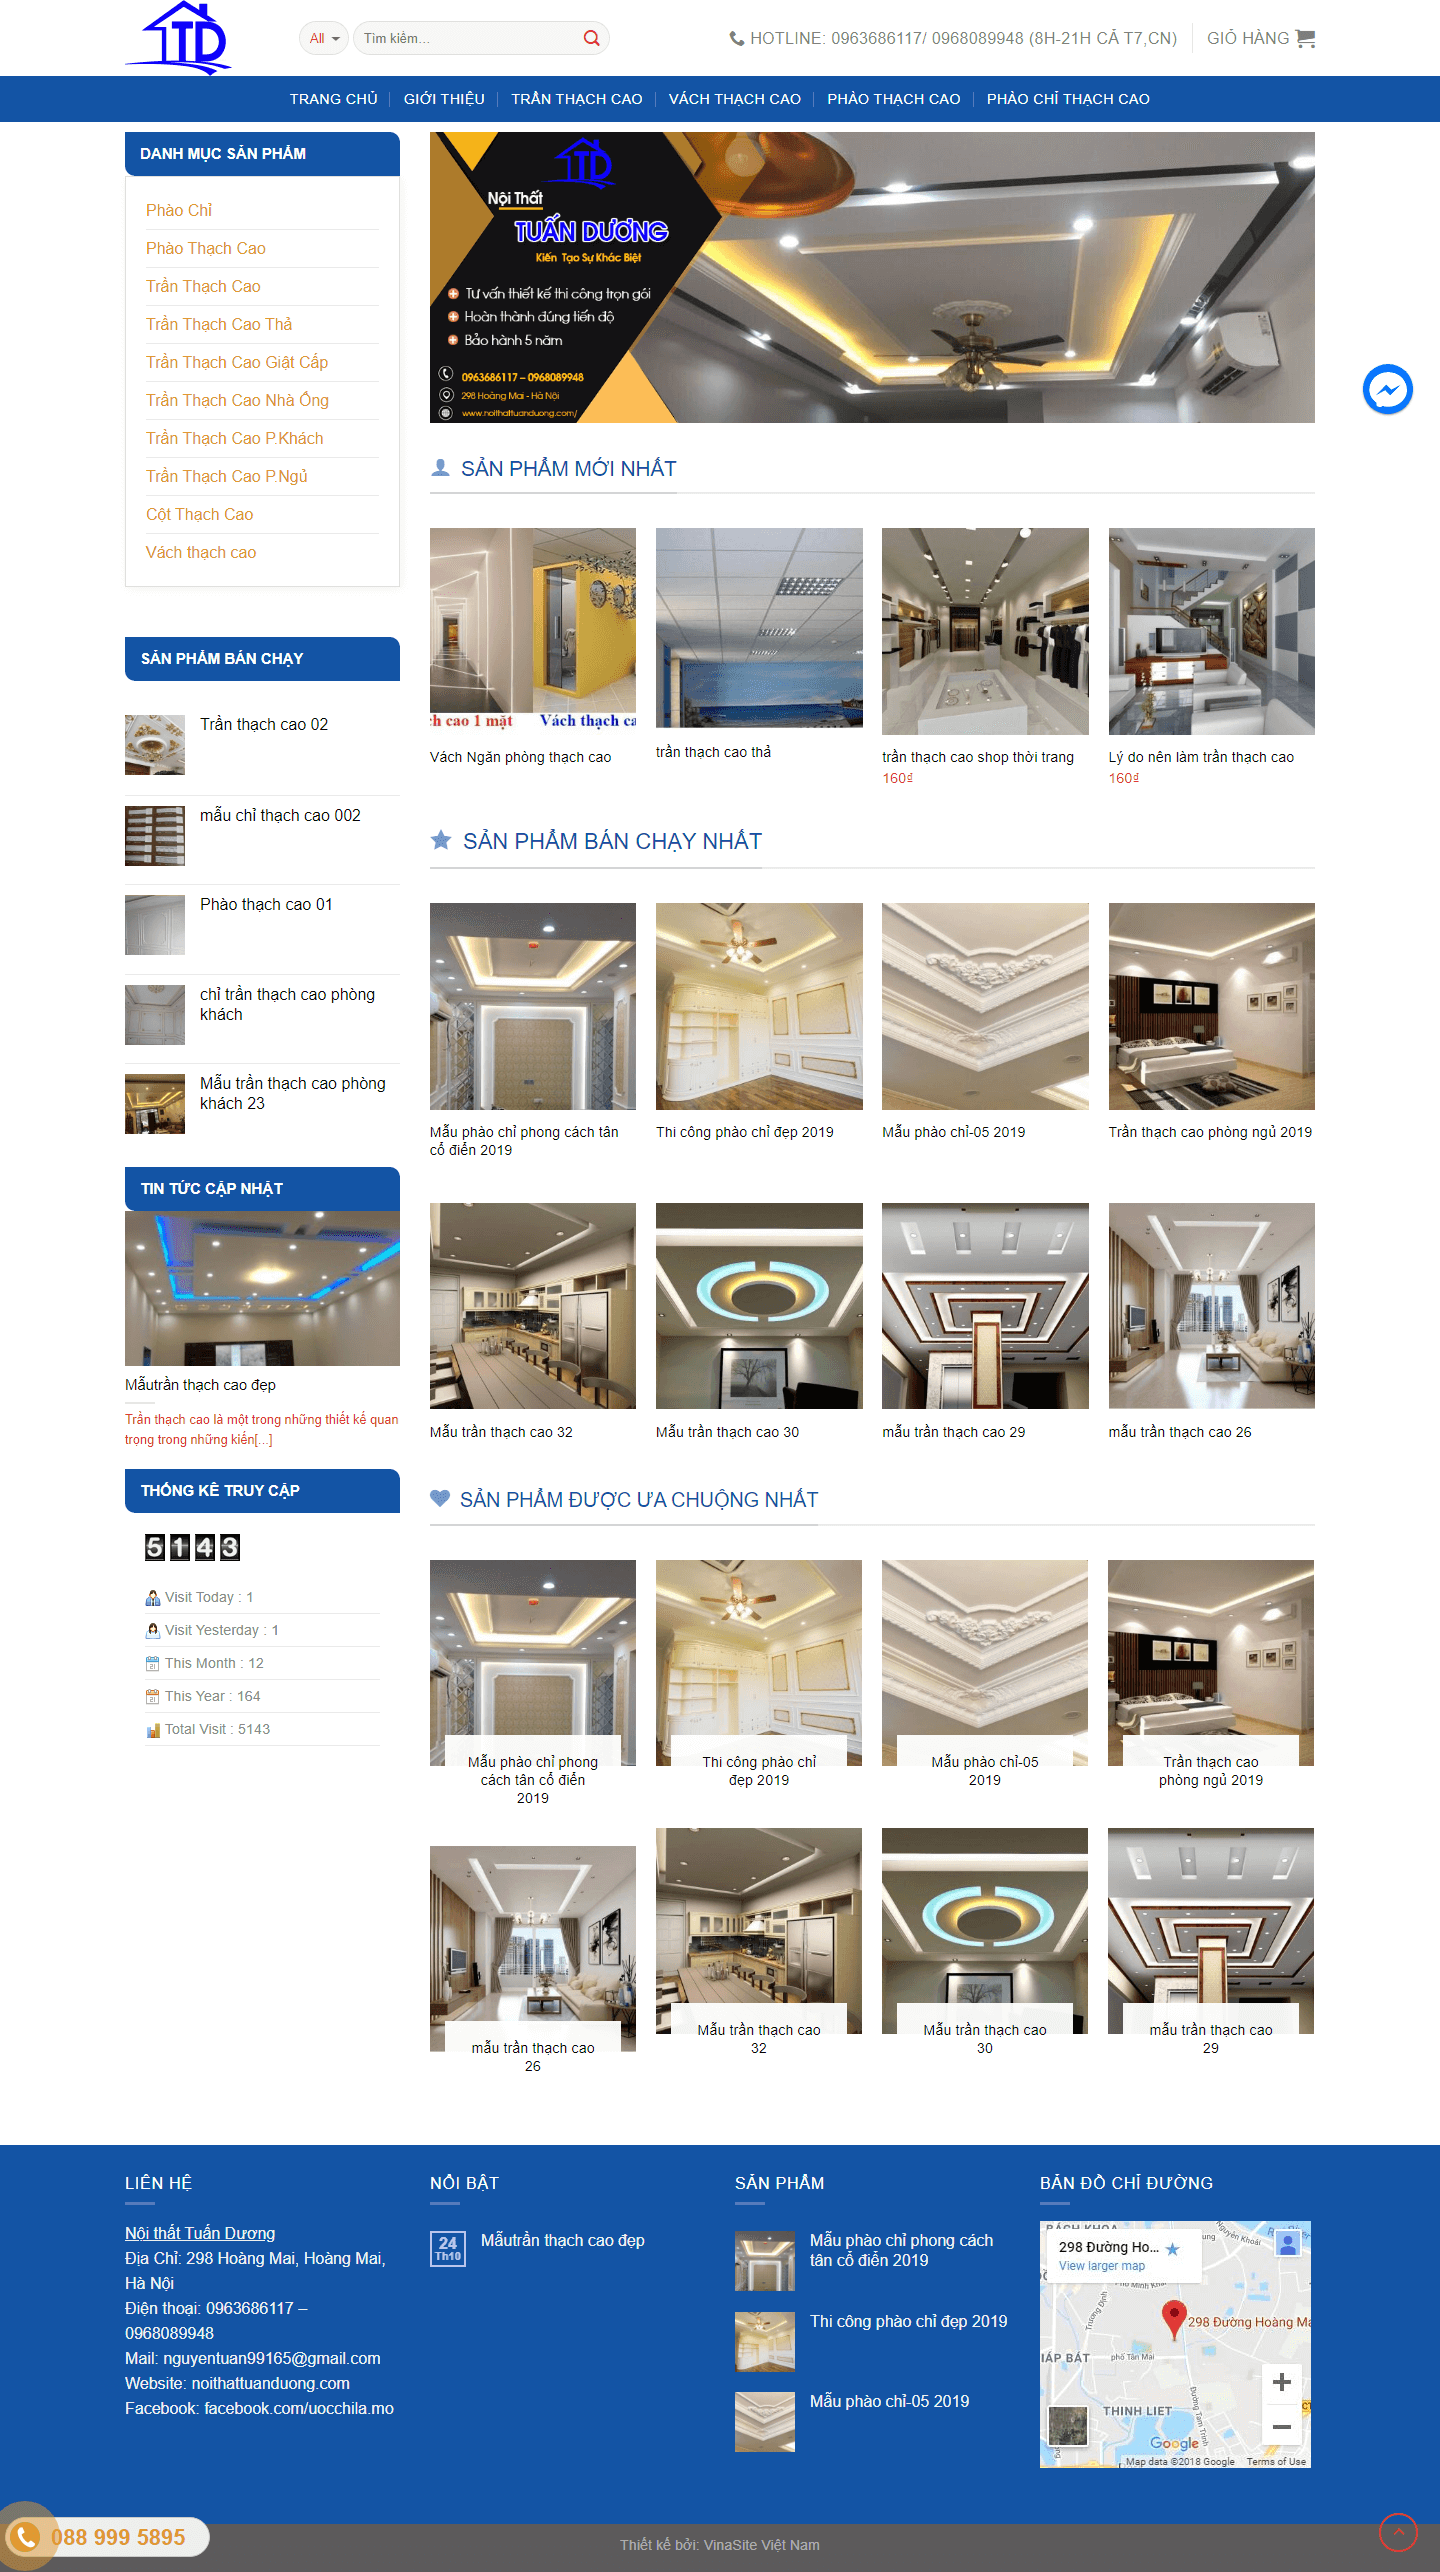 TD
All
Tìm kiếm...
HOTLINE: 0963686117/ 0968089948 (8H-21H CẢ T7,CN)
GIỎ HÀNG
TRANG CHỦ
GIỚI THIỆU
TRẦN THẠCH CAO
VÁCH THẠCH CAO
PHÀO THẠCH CAO
PHÀO CHỈ THẠCH CAO
DANH MỤC SẢN PHẨM
Phào Chỉ
Phào Thạch Cao
Trần Thạch Cao
Trần Thạch Cao Thả
Trần Thạch Cao Giật Cấp
Trần Thạch Cao Nhà Ống
Trần Thạch Cao P.Khách
Trần Thạch Cao P.Ngủ
Cột Thạch Cao
Vách thạch cao
TD
Nội Thất
TUẤN DƯƠNG
Kiến Tạo Sự Khác Biệt
Tư vấn thiết kế thi công trọn gói
Hoàn thành đúng tiến độ
Bảo hành 5 năm
0963686117 – 0968089948
298 Hoàng Mai - Hà Nội
www.noithattuanduong.com/
SẢN PHẨM MỚI NHẤT
ch cao 1 mặt
Vách thạch ca
Vách Ngăn phòng thạch cao
trần thạch cao thả
trần thạch cao shop thời trang
160₫
Lý do nên làm trần thạch cao
160₫
SẢN PHẨM BÁN CHẠY
Trần thạch cao 02
mẫu chỉ thạch cao 002
Phào thạch cao 01
chỉ trần thạch cao phòng
khách
Mẫu trần thạch cao phòng
khách 23
SẢN PHẨM BÁN CHẠY NHẤT
Mẫu phào chỉ phong cách tân
cổ điển 2019
Thi công phào chỉ đẹp 2019
Mẫu phào chỉ-05 2019
Trần thạch cao phòng ngủ 2019
Mẫu trần thạch cao 32
Mẫu trần thạch cao 30
mẫu trần thạch cao 29
mẫu trần thạch cao 26
TIN TỨC CẬP NHẬT
Mẫutrần thạch cao đẹp
Trần thạch cao là một trong những thiết kế quan
trọng trong những kiến[...]
THỐNG KÊ TRUY CẬP
5143
Visit Today : 1
Visit Yesterday : 1
This Month : 12
This Year : 164
Total Visit : 5143
SẢN PHẨM ĐƯỢC ƯA CHUỘNG NHẤT
Mẫu phào chỉ phong
cách tân cổ điển
2019
Thi công phào chỉ
đẹp 2019
Mẫu phào chỉ-05
2019
Trần thạch cao
phòng ngủ 2019
mẫu trần thạch cao
26
Mẫu trần thạch cao
32
Mẫu trần thạch cao
30
mẫu trần thạch cao
29
LIÊN HỆ
Nội thất Tuấn Dương
Địa Chỉ: 298 Hoàng Mai, Hoàng Mai,
Hà Nội
Điện thoại: 0963686117 –
0968089948
Mail: nguyentuan99165@gmail.com
Website: noithattuanduong.com
Facebook: facebook.com/uocchila.mo
NỔI BẬT
24
Th10
Mẫutrần thạch cao đẹp
SẢN PHẨM
Mẫu phào chỉ phong cách
tân cổ điển 2019
Thi công phào chỉ đẹp 2019
Mẫu phào chỉ-05 2019
BẢN ĐỒ CHỈ ĐƯỜNG
BÁCH KHOA
298 Đường Ho...
View larger map
298 Đường Hoàng Ma
phố Tân Mai
IÁP BÁT
THỊNH LIỆT
Google
Map data ©2018 Google
Terms of Use
088 999 5895
Thiết kế bởi: VinaSite Việt Nam